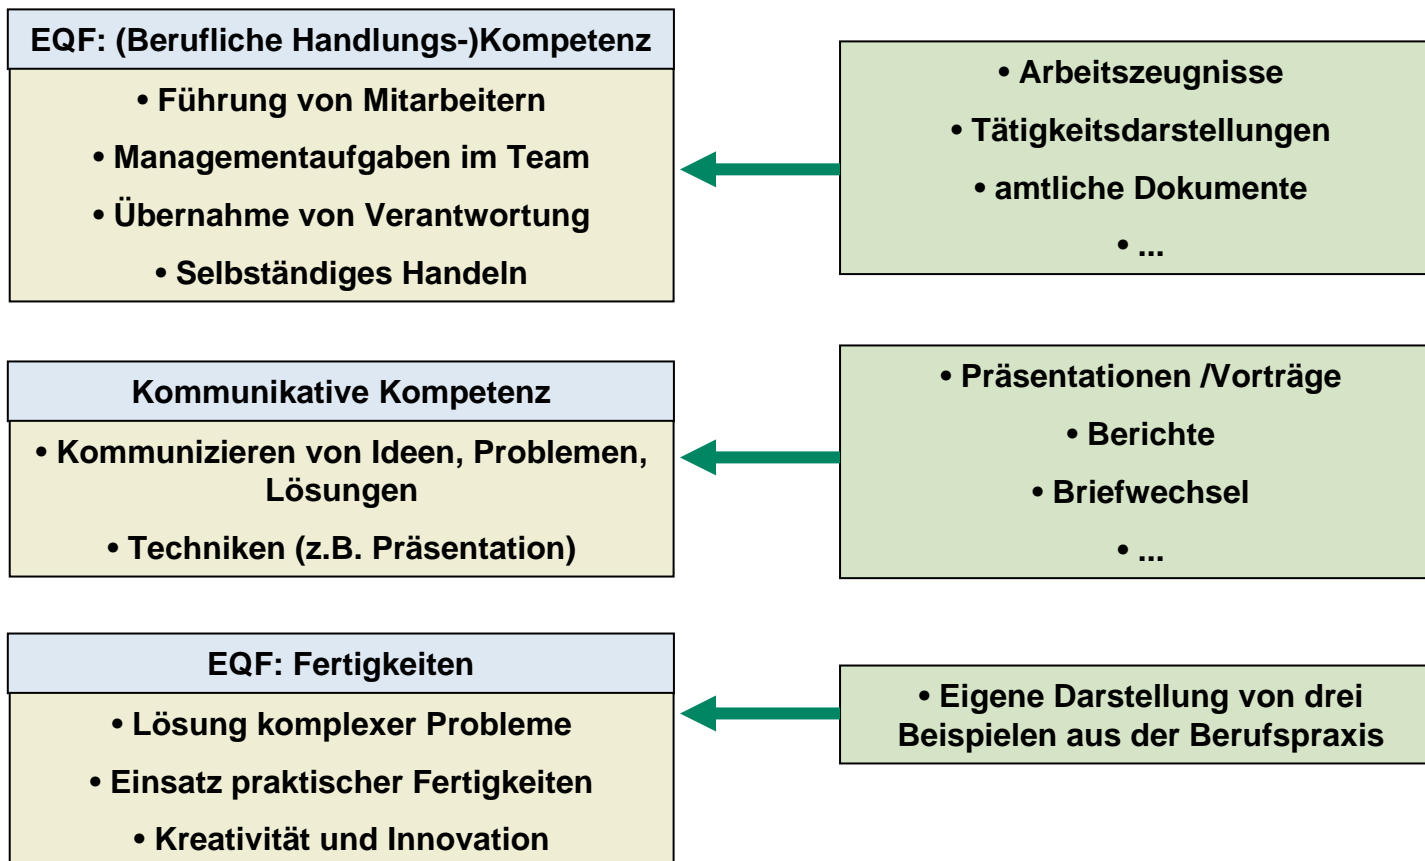 EQF: (Berufliche Handlungs-)Kompetenz
• Führung von Mitarbeitern
• Managementaufgaben im Team
• Übernahme von Verantwortung
• Selbständiges Handeln
• Arbeitszeugnisse
• Tätigkeitsdarstellungen
• amtliche Dokumente
• ...
Kommunikative Kompetenz
• Kommunizieren von Ideen, Problemen,
Lösungen
• Techniken (z.B. Präsentation)
• Präsentationen /Vorträge
• Berichte
• Briefwechsel
• ...
EQF: Fertigkeiten
• Lösung komplexer Probleme
• Einsatz praktischer Fertigkeiten
• Kreativität und Innovation
• Eigene Darstellung von drei
Beispielen aus der Berufspraxis